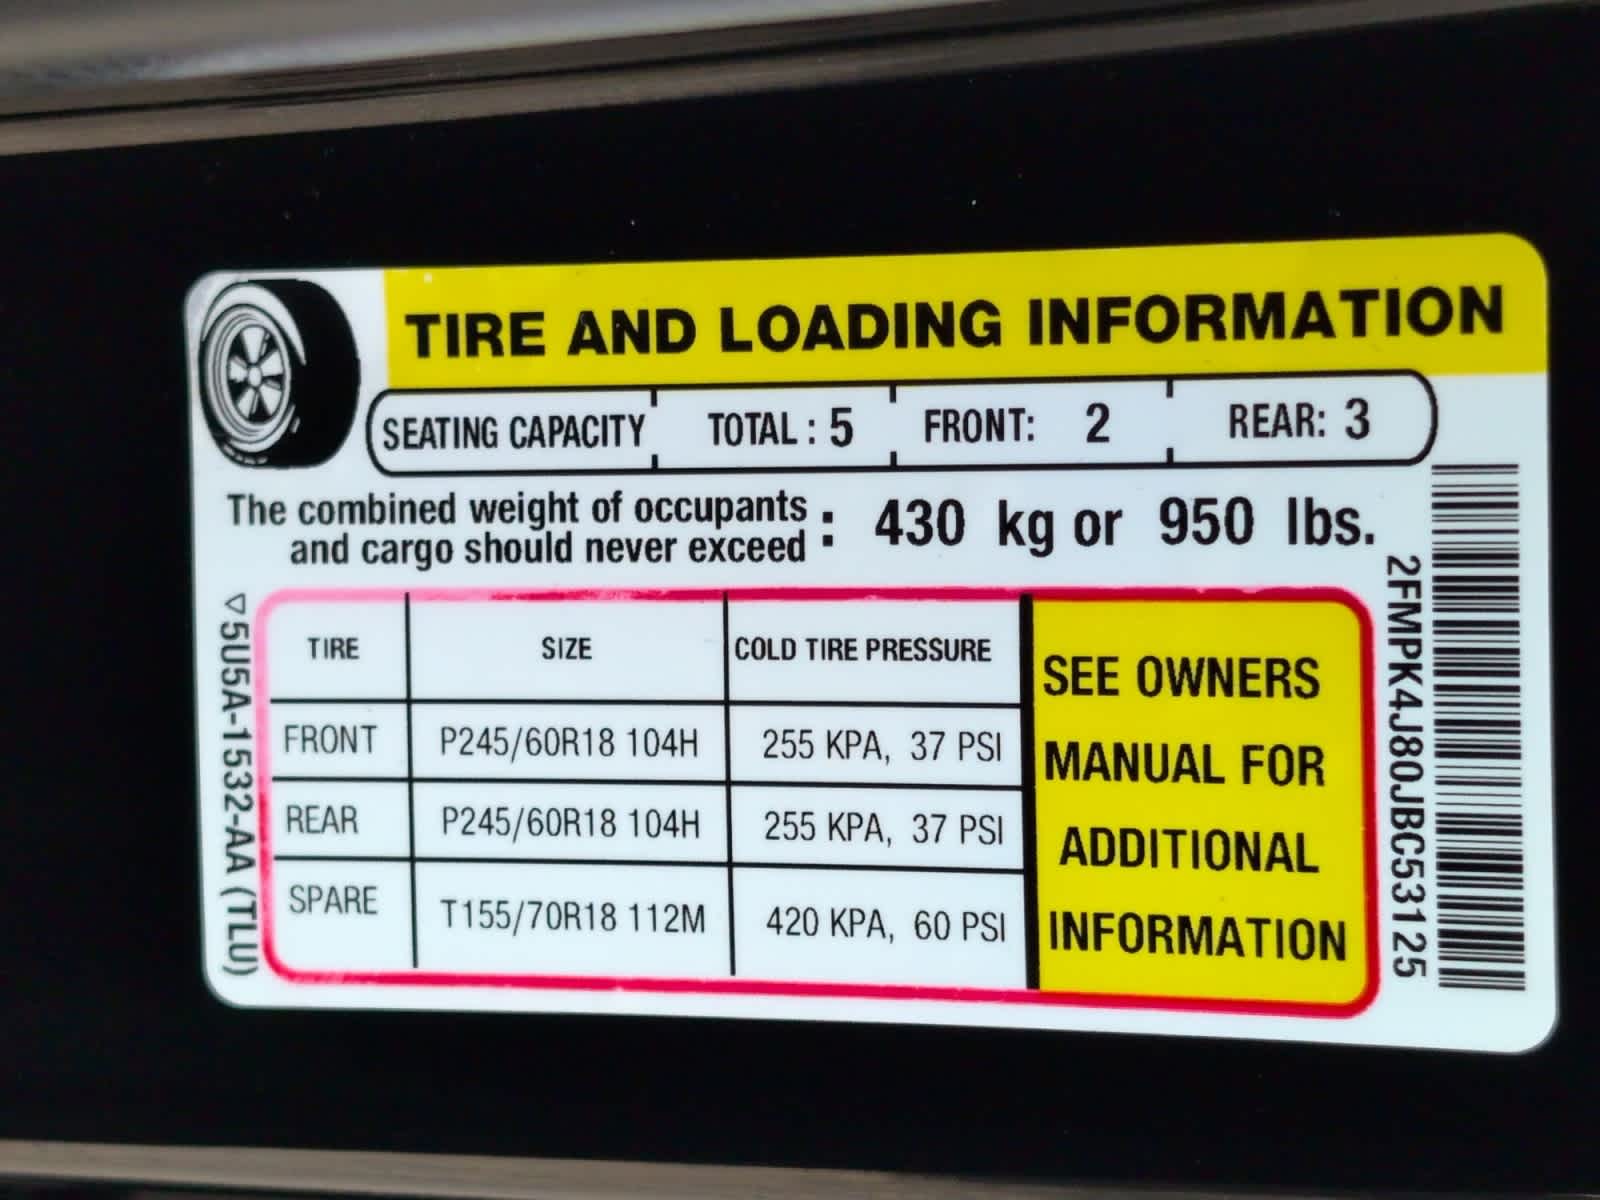 TIRE AND LOADING INFORMATION
SEATING CAPACITY TOTAL : 5 FRONT: 2 REAR: 3
The combined weight of occupants
and cargo should never exceed : 430 kg or 950 lbs.
TIRE SIZE COLD TIRE PRESSURE
FRONT P245/60R18 104H 255 KPA, 37 PSI
REAR P245/60R18 104H 255 KPA, 37 PSI
SPARE T155/70R18 112M 420 KPA, 60 PSI
SEE OWNERS
MANUAL FOR
ADDITIONAL
INFORMATION
▽5U5A-1532-AA (TLU)
2FMPK4J80JBC53125